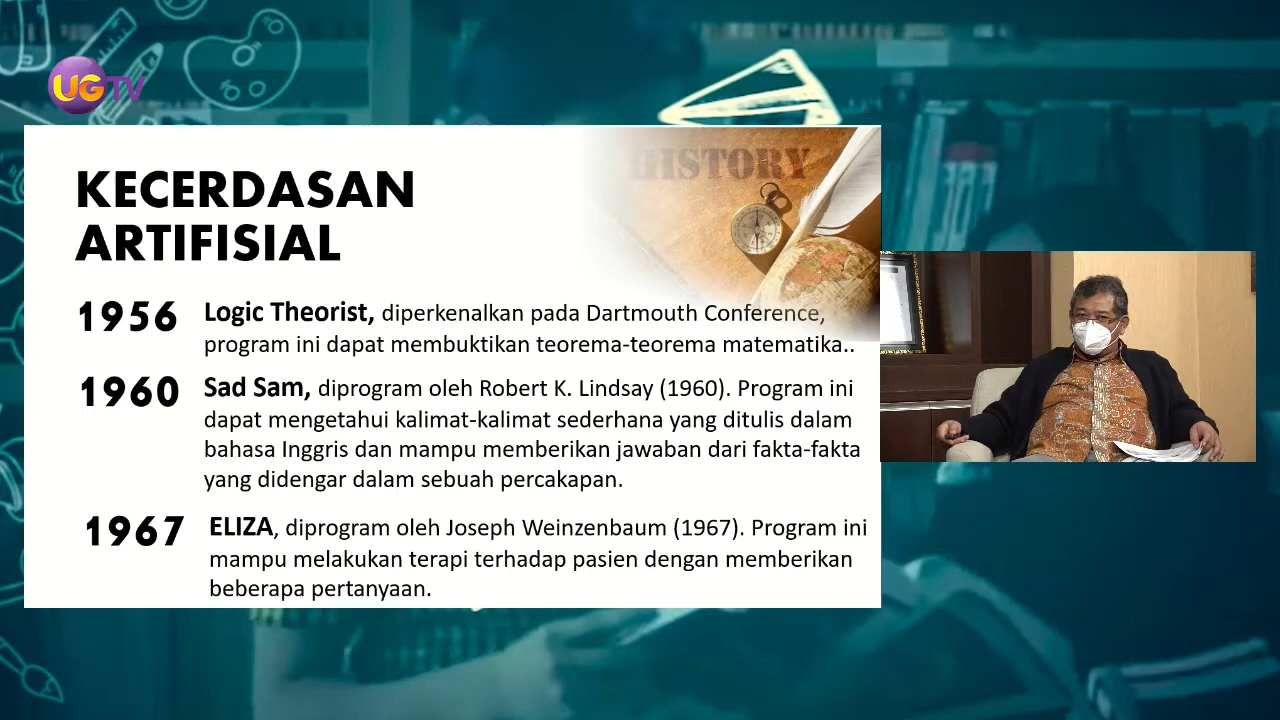 UGTV
HISTORY
KECERDASAN
ARTIFISIAL
1956 Logic Theorist, diperkenalkan pada Dartmouth Conference,
program ini dapat membuktikan teorema-teorema matematika..
1960 Sad Sam, diprogram oleh Robert K. Lindsay (1960). Program ini
dapat mengetahui kalimat-kalimat sederhana yang ditulis dalam
bahasa Inggris dan mampu memberikan jawaban dari fakta-fakta
yang didengar dalam sebuah percakapan.
1967 ELIZA, diprogram oleh Joseph Weinzenbaum (1967). Program ini
mampu melakukan terapi terhadap pasien dengan memberikan
beberapa pertanyaan.